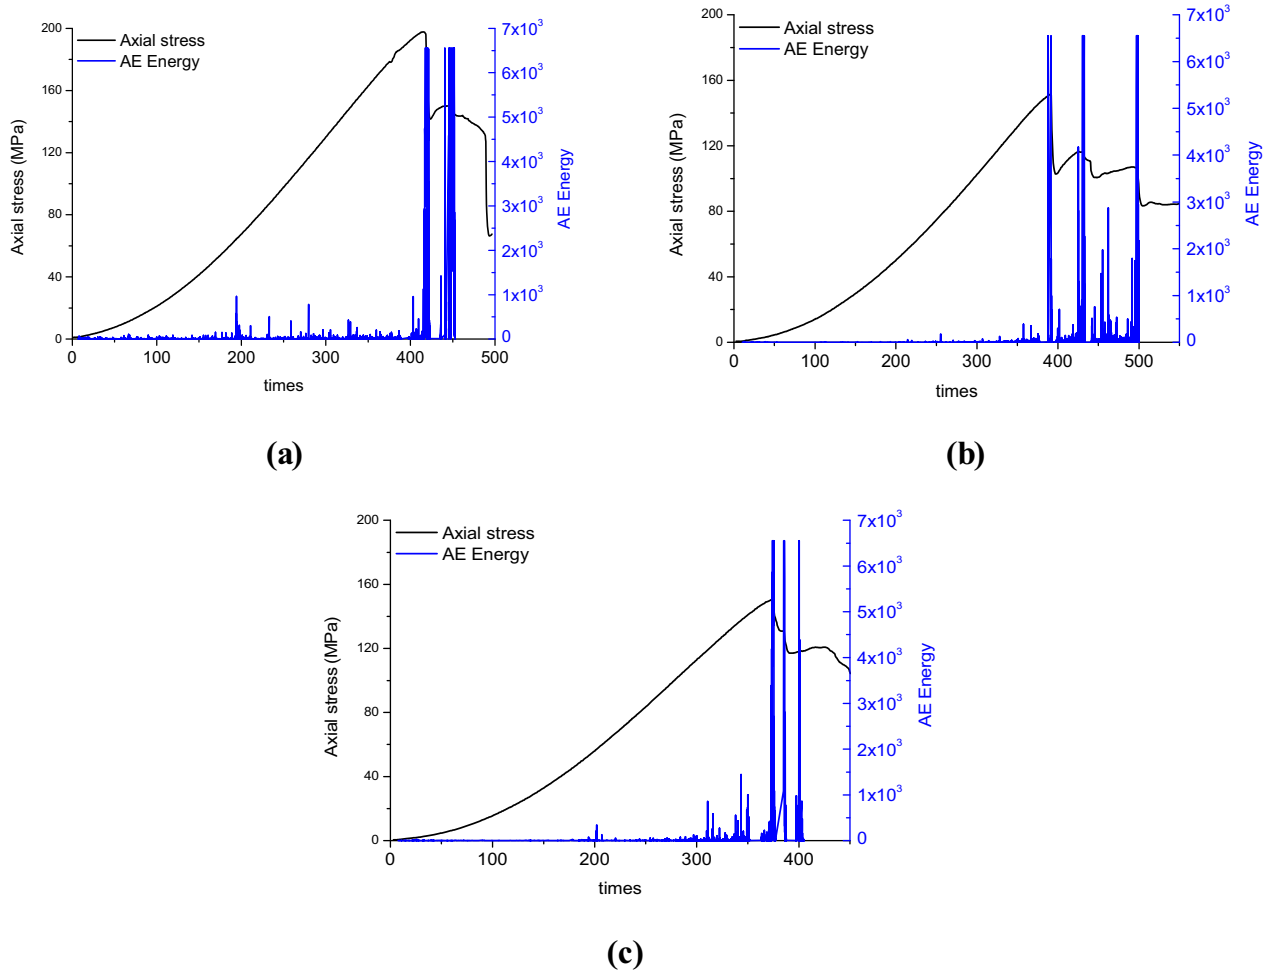 Axial stress
AE Energy
200
160
120
80
40
0
Axial stress (MPa)
7x10³
6x10³
5x10³
4x10³
3x10³
2x10³
1x10³
0
AE Energy
0 100 200 300 400 500
times
(a)
Axial stress
AE Energy
200
160
120
80
40
0
Axial stress (MPa)
7x10³
6x10³
5x10³
4x10³
3x10³
2x10³
1x10³
0
AE Energy
0 100 200 300 400 500
times
(b)
Axial stress
AE Energy
200
160
120
80
40
0
Axial stress (MPa)
7x10³
6x10³
5x10³
4x10³
3x10³
2x10³
1x10³
0
AE Energy
0 100 200 300 400
times
(c)